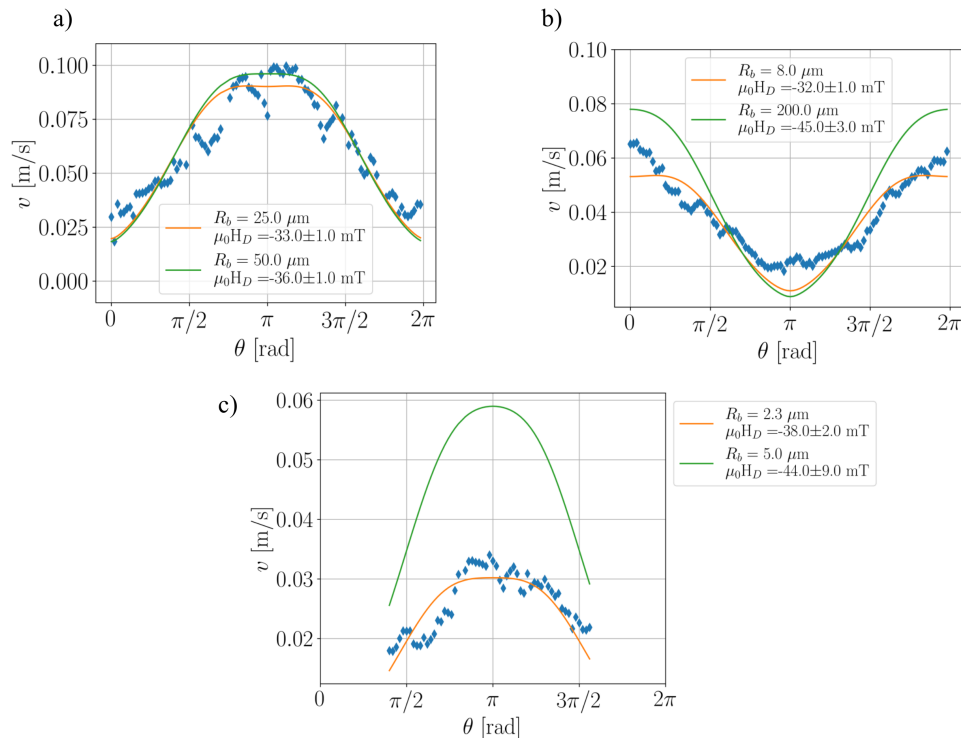 a)
0.100
0.075
0.050
0.025
0.000
v [m/s]
R_b = 25.0 μm
μ₀H_D =-33.0±1.0 mT
R_b = 50.0 μm
μ₀H_D =-36.0±1.0 mT
0 π/2 π 3π/2 2π
θ [rad]
b)
0.10
0.08
0.06
0.04
0.02
v [m/s]
R_b = 8.0 μm
μ₀H_D =-32.0±1.0 mT
R_b = 200.0 μm
μ₀H_D =-45.0±3.0 mT
0 π/2 π 3π/2 2π
θ [rad]
c)
0.06
0.05
0.04
0.03
0.02
v [m/s]
R_b = 2.3 μm
μ₀H_D =-38.0±2.0 mT
R_b = 5.0 μm
μ₀H_D =-44.0±9.0 mT
0 π/2 π 3π/2 2π
θ [rad]